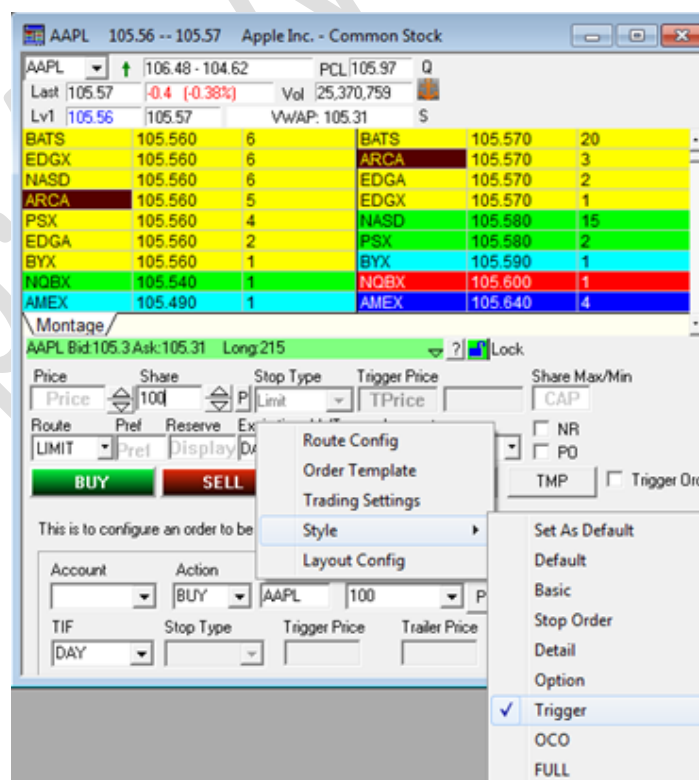 AAPL 105.56 -- 105.57 Apple Inc. - Common Stock
AAPL 106.48 - 104.62 PCL 105.97 Q
Last 105.57 -0.4 (-0.38%) Vol 25,370,759
Lv1 105.56 105.57 VWAP: 105.31 S
BATS 105.560 6 BATS 105.570 20
EDGX 105.560 6 ARCA 105.570 3
NASD 105.560 6 EDGA 105.570 2
ARCA 105.560 5 EDGX 105.570 1
PSX 105.560 4 NASD 105.580 15
EDGA 105.560 2 PSX 105.580 2
BYX 105.560 1 BYX 105.590 1
NQBX 105.540 1 NQBX 105.600 1
AMEX 105.490 1 AMEX 105.640 4
Montage
AAPL Bid:105.3 Ask:105.31 Long:215 ? Lock
Price Share Stop Type Trigger Price Share Max/Min
Price 100 P Limit TPrice CAP
Route Pref Reserve NR
LIMIT Pref Display PO
BUY SELL TMP Trigger Ord
Route Config
Order Template
Trading Settings
Style
Layout Config
Set As Default
Default
Basic
Stop Order
Detail
Option
Trigger
OCO
FULL
This is to configure an order to be
Account Action
BUY AAPL 100 P
TIF Stop Type Trigger Price Trailer Price
DAY